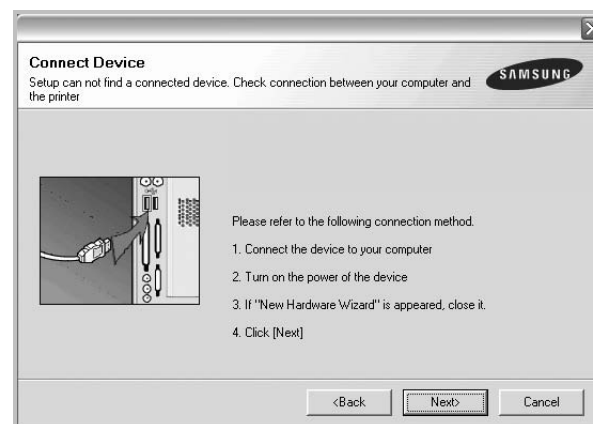 Connect Device
Setup can not find a connected device. Check connection between your computer and
the printer
SAMSUNG
Please refer to the following connection method.
1. Connect the device to your computer
2. Turn on the power of the device
3. If "New Hardware Wizard" is appeared, close it.
4. Click [Next]
<Back
Next>
Cancel